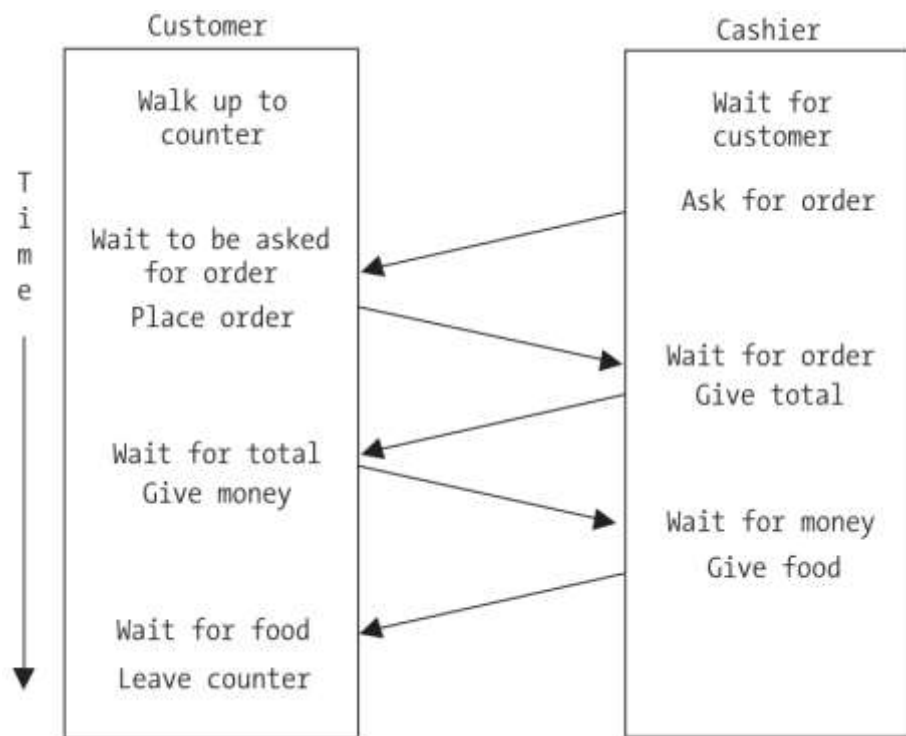 Customer
Cashier
Walk up to
counter
Wait for
customer
Time
Ask for order
Wait to be asked
for order
Place order
Wait for order
Give total
Wait for total
Give money
Wait for money
Give food
Wait for food
Leave counter